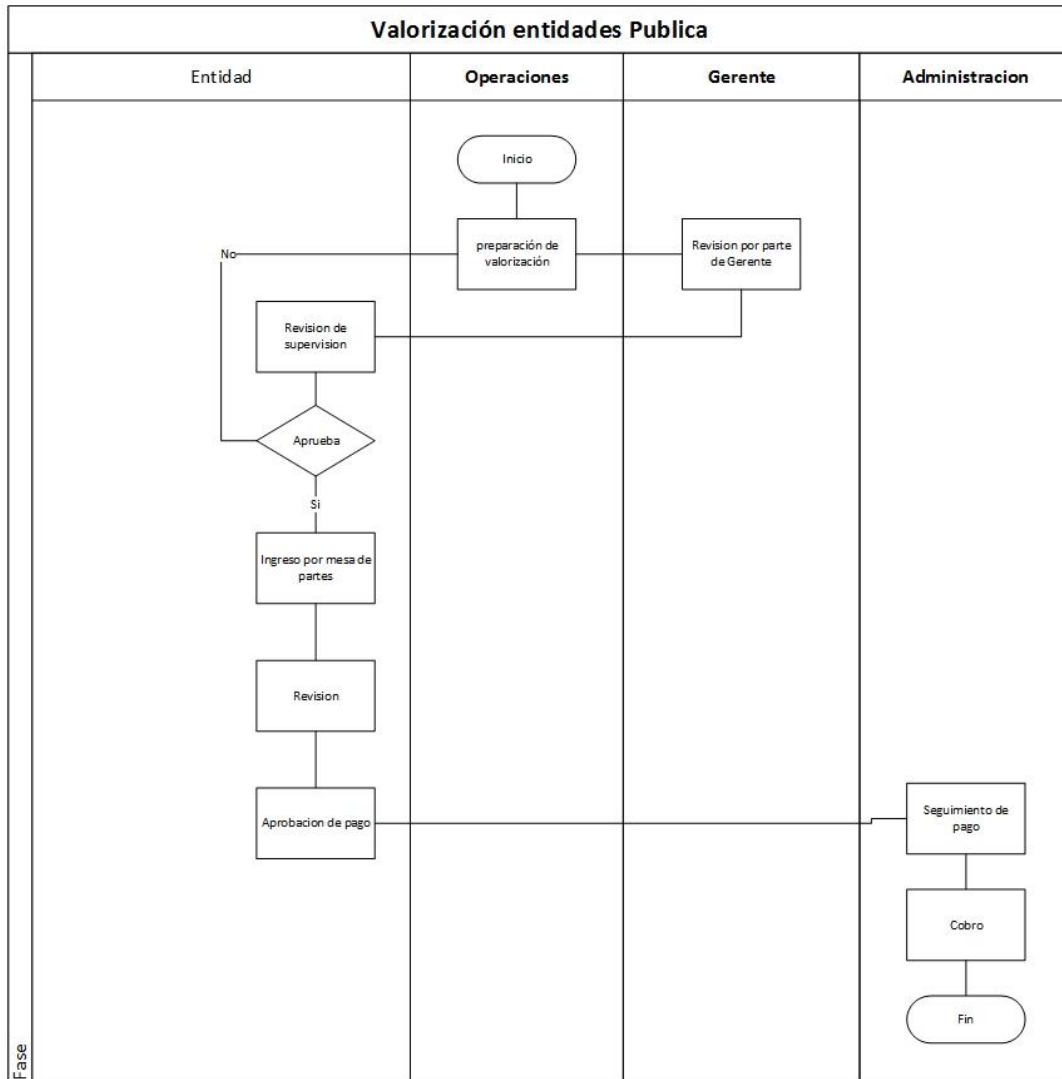 Valorización entidades Publica
Entidad
Operaciones
Gerente
Administracion
Inicio
preparación de
valorización
Revision por parte
de Gerente
No
Revision de
supervision
Aprueba
Si
Ingreso por mesa de
partes
Revision
Aprobacion de pago
Seguimiento de
pago
Cobro
Fin
Fase